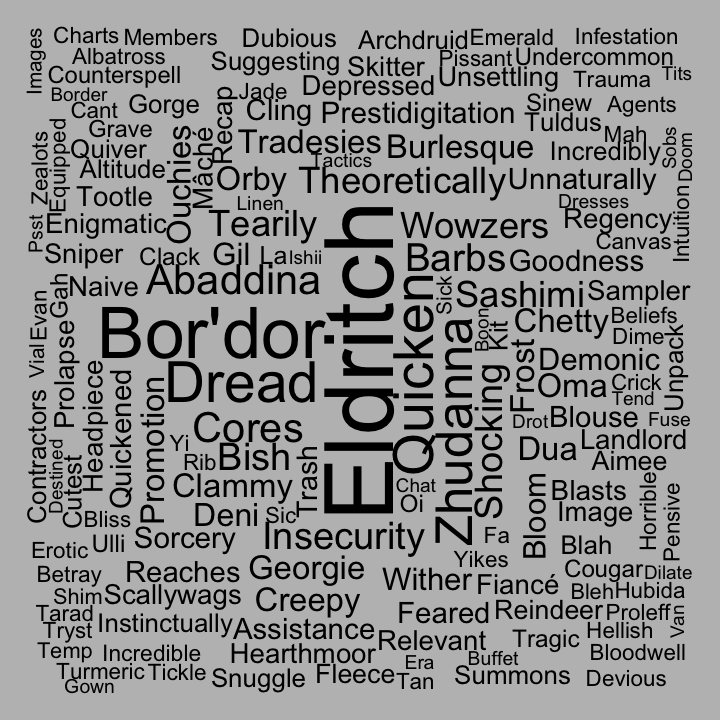 Images
Charts
Members
Dubious
Archdruid
Emerald
Infestation
Albatross
Suggesting
Skitter
Pissant
Undercommon
Counterspell
Depressed
Unsettling
Trauma
Tits
Border
Jade
Cant
Gorge
Recap
Cling
Prestidigitation
Sinew
Agents
Tuldus
Grave
Quiver
Ouchies
Mâché
Tradesies
Burlesque
Mah
Incredibly
Sobs
Doom
Zealots
Equipped
Altitude
Tactics
Orby
Theoretically
Unnaturally
Tootle
Linen
Dresses
Psst
Enigmatic
Tearily
Wowzers
Regency
Intuition
Canvas
Sniper
Clack
Gil
La
Ishii
Barbs
Goodness
Gah
Naive
Abaddina
Eldritch
Quicken
Sick
Sashimi
Sampler
Evan
Vial
Bor'dor
Boon
Kit
Chetty
Beliefs
Dime
Prolapse
Dread
Zhudanna
Shocking
Frost
Demonic
Unpack
Headpiece
Quickened
Promotion
Oma
Crick
Tend
Contractors
Cores
Drot
Blouse
Fuse
Yi
Rib
Bish
Trash
Dua
Landlord
Aimee
Destined
Cutest
Clammy
Chat
Oi
Bloom
Blasts
Image
Horrible
Pensive
Bliss
Deni
Sic
Erotic
Ulli
Sorcery
Insecurity
Fa
Blah
Yikes
Betray
Reaches
Georgie
Wither
Fiancé
Cougar
Dilate
Shim
Scallywags
Creepy
Bleh
Hubida
Tarad
Feared
Reindeer
Proleff
Van
Tryst
Instinctually
Assistance
Relevant
Tragic
Hellish
Temp
Incredible
Hearthmoor
Era
Buffet
Bloodwell
Turmeric
Tickle
Snuggle
Fleece
Tan
Summons
Devious
Gown